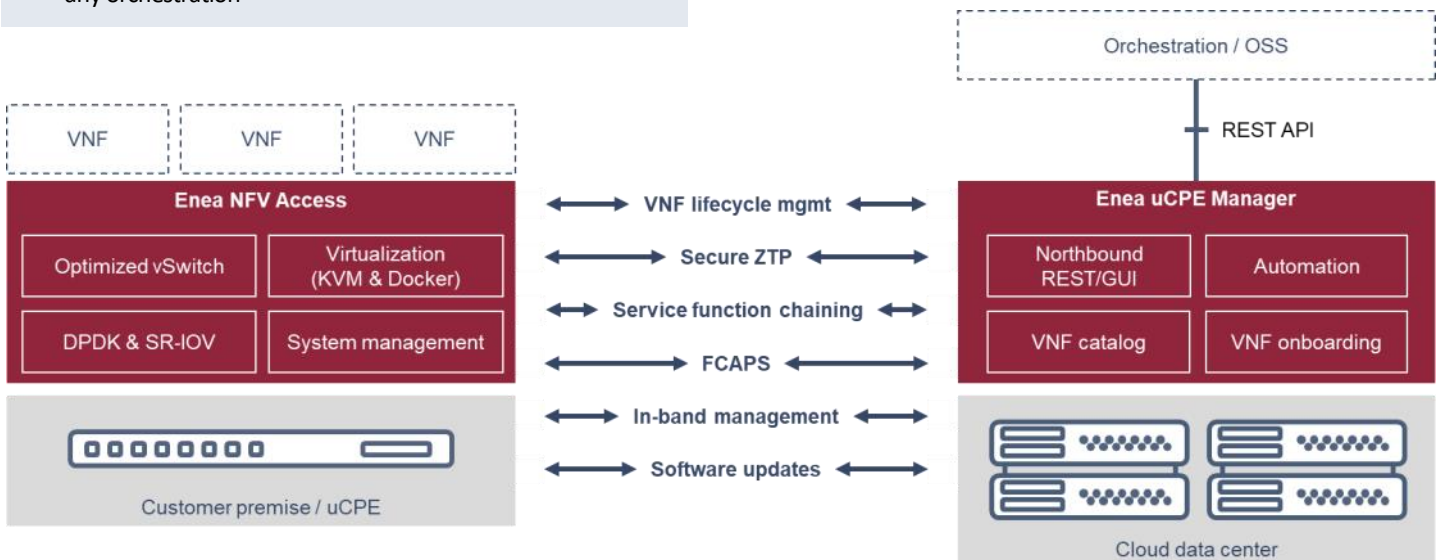 any orchestration
Orchestration / OSS
REST API
VNF
VNF
VNF
Enea NFV Access
Optimized vSwitch
Virtualization
(KVM & Docker)
DPDK & SR-IOV
System management
Customer premise / uCPE
VNF lifecycle mgmt
Secure ZTP
Service function chaining
FCAPS
In-band management
Software updates
Enea uCPE Manager
Northbound
REST/GUI
Automation
VNF catalog
VNF onboarding
Cloud data center